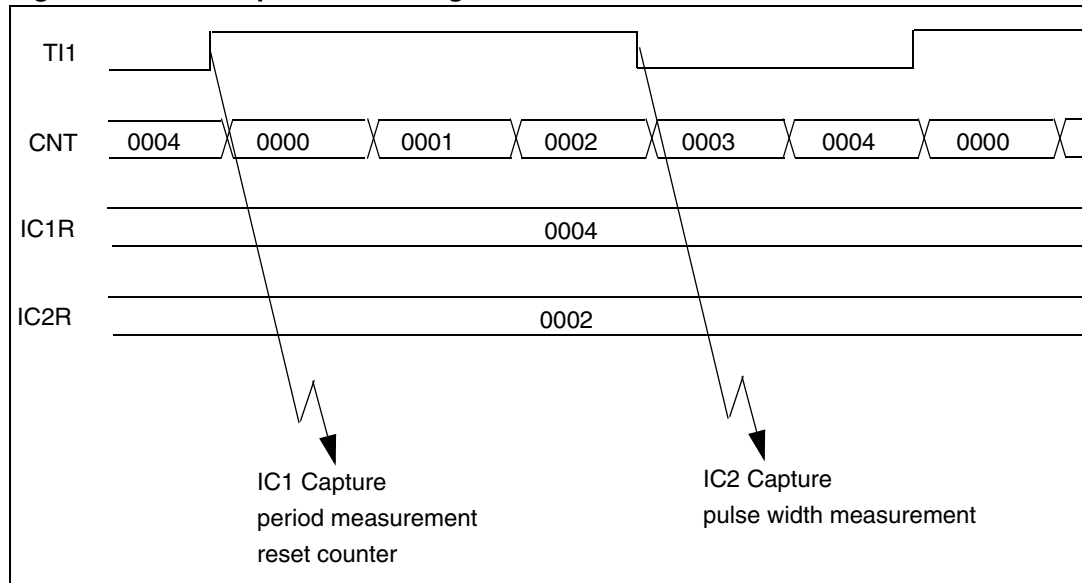 TI1
CNT 0004 0000 0001 0002 0003 0004 0000
IC1R 0004
IC2R 0002
IC1 Capture
period measurement
reset counter
IC2 Capture
pulse width measurement